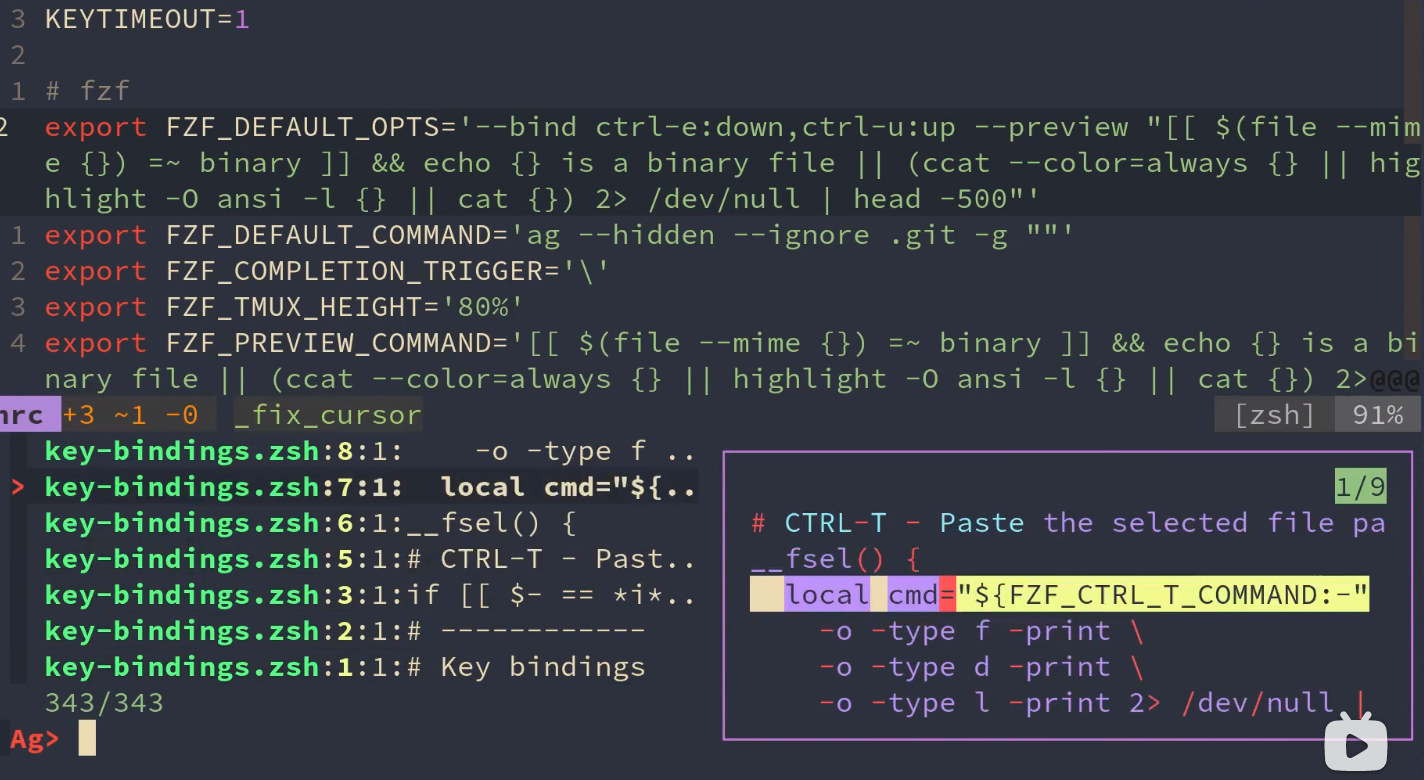 3 KEYTIMEOUT=1
2
1 # fzf
2 export FZF_DEFAULT_OPTS='--bind ctrl-e:down,ctrl-u:up --preview "[[ $(file --mim
e {}) =~ binary ]] && echo {} is a binary file || (ccat --color=always {} || hig
hlight -O ansi -l {} || cat {}) 2> /dev/null | head -500"'
1 export FZF_DEFAULT_COMMAND='ag --hidden --ignore .git -g ""'
2 export FZF_COMPLETION_TRIGGER='\'
3 export FZF_TMUX_HEIGHT='80%'
4 export FZF_PREVIEW_COMMAND='[[ $(file --mime {}) =~ binary ]] && echo {} is a bi
nary file || (ccat --color=always {} || highlight -O ansi -l {} || cat {}) 2>@@@
hrc +3 ~1 -0 _fix_cursor [zsh] 91%
key-bindings.zsh:8:1:    -o -type f ..
> key-bindings.zsh:7:1:  local cmd="${..
key-bindings.zsh:6:1:__fsel() {
key-bindings.zsh:5:1:# CTRL-T - Past..
key-bindings.zsh:3:1:if [[ $- == *i*..
key-bindings.zsh:2:1:# ------------
key-bindings.zsh:1:1:# Key bindings
343/343
Ag>
1/9
# CTRL-T - Paste the selected file pa
__fsel() {
  local cmd="${FZF_CTRL_T_COMMAND:-"
    -o -type f -print \
    -o -type d -print \
    -o -type l -print 2> /dev/null |